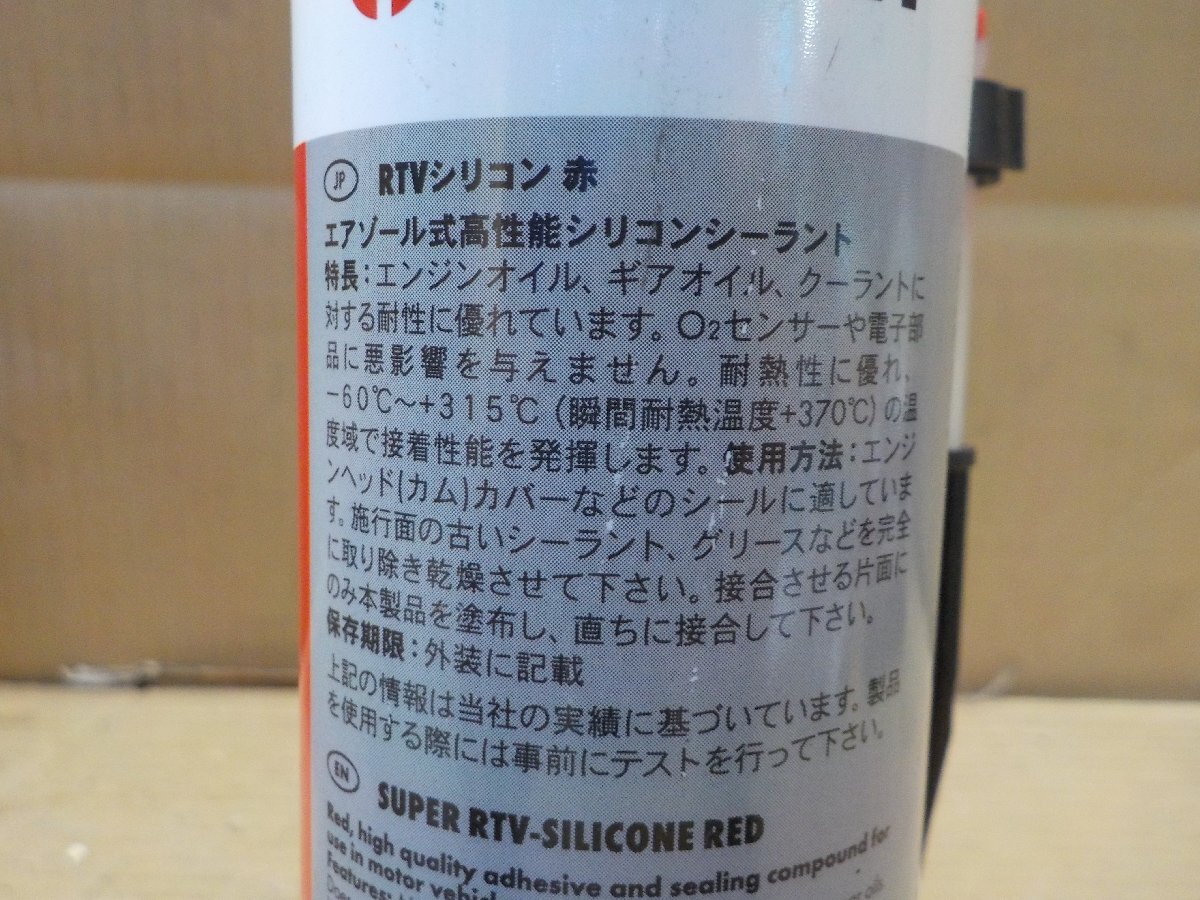 JP RTVシリコン 赤
エアゾール式高性能シリコンシーラント
特長：エンジンオイル、ギアオイル、クーラントに
対する耐性に優れています。O2センサーや電子部
品に悪影響を与えません。耐熱性に優れ、
-60℃～+315℃（瞬間耐熱温度+370℃）の温
度域で接着性能を発揮します。使用方法：エンジ
ンヘッド(カム)カバーなどのシールに適していま
す。施行面の古いシーラント、グリースなどを完全
に取り除き乾燥させて下さい。接合させる片面に
のみ本製品を塗布し、直ちに接合して下さい。
保存期限：外装に記載
上記の情報は当社の実績に基づいています。製品
を使用する際には事前にテストを行って下さい。
EN SUPER RTV-SILICONE RED
Red, high quality adhesive and sealing compound for
use in motor
Features: